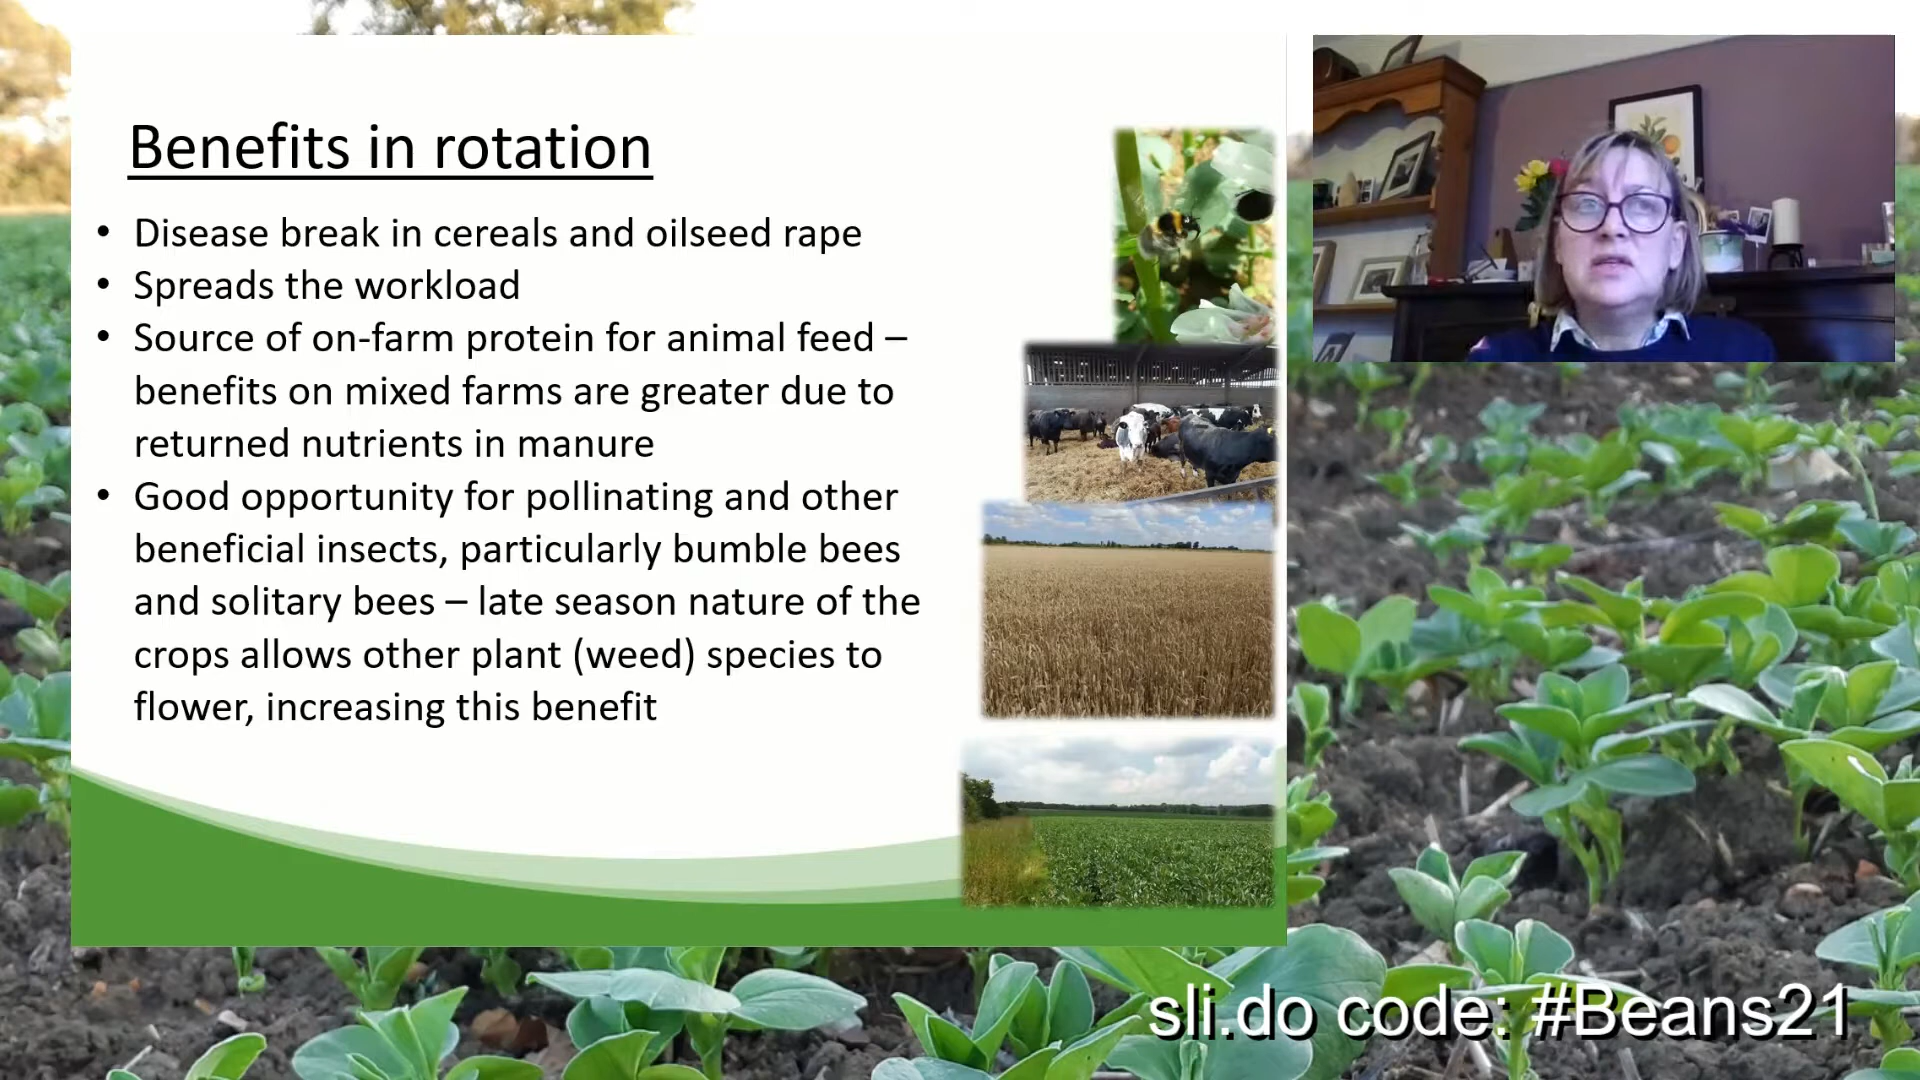 Benefits in rotation
• Disease break in cereals and oilseed rape
• Spreads the workload
• Source of on-farm protein for animal feed –
benefits on mixed farms are greater due to
returned nutrients in manure
• Good opportunity for pollinating and other
beneficial insects, particularly bumble bees
and solitary bees – late season nature of the
crops allows other plant (weed) species to
flower, increasing this benefit
sli.do code: #Beans21